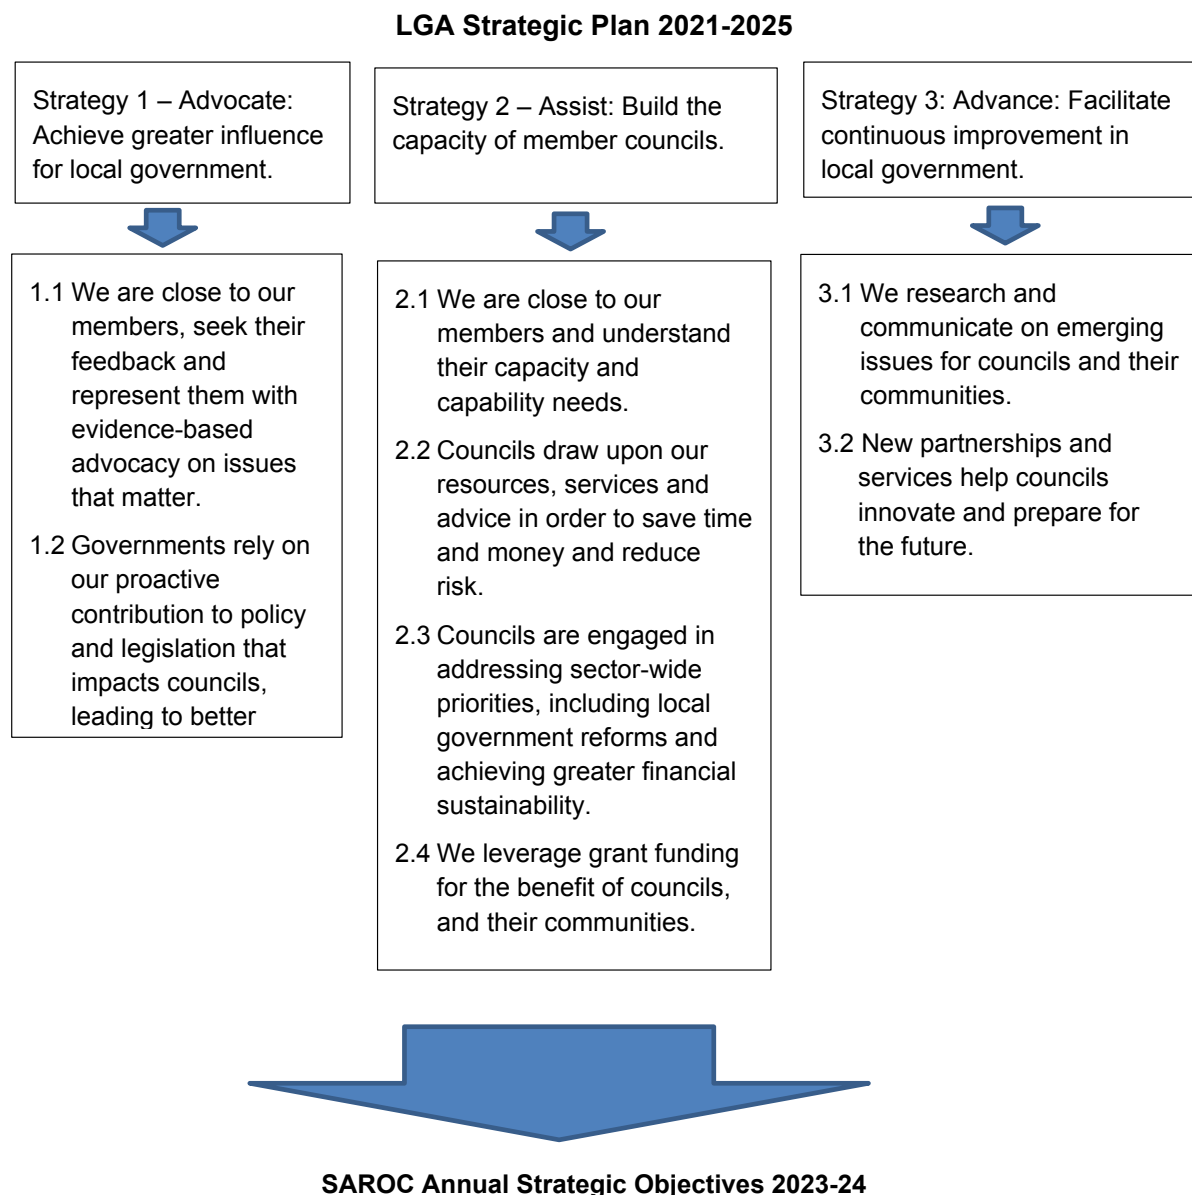 LGA Strategic Plan 2021-2025
Strategy 1 – Advocate:
Achieve greater influence
for local government.
Strategy 2 – Assist: Build the
capacity of member councils.
Strategy 3: Advance: Facilitate
continuous improvement in
local government.
1.1 We are close to our
members, seek their
feedback and
represent them with
evidence-based
advocacy on issues
that matter.
1.2 Governments rely on
our proactive
contribution to policy
and legislation that
impacts councils,
leading to better
2.1 We are close to our
members and understand
their capacity and
capability needs.
2.2 Councils draw upon our
resources, services and
advice in order to save time
and money and reduce
risk.
2.3 Councils are engaged in
addressing sector-wide
priorities, including local
government reforms and
achieving greater financial
sustainability.
2.4 We leverage grant funding
for the benefit of councils,
and their communities.
3.1 We research and
communicate on emerging
issues for councils and their
communities.
3.2 New partnerships and
services help councils
innovate and prepare for
the future.
SAROC Annual Strategic Objectives 2023-24